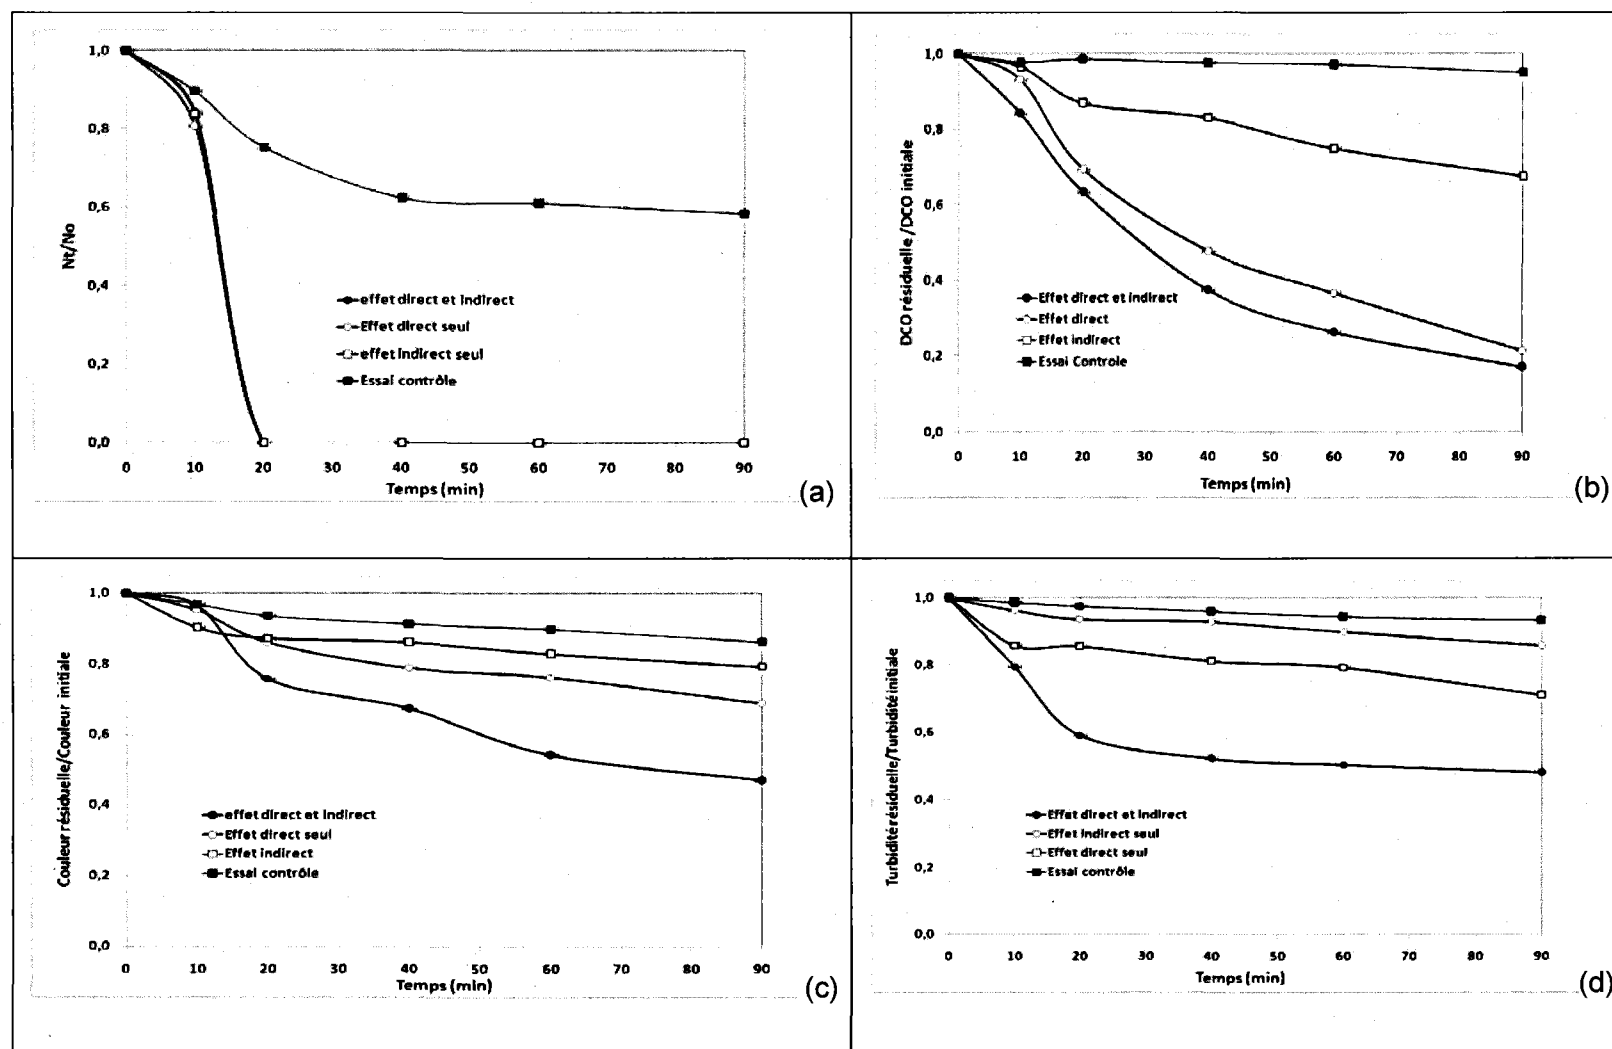 1,0
0,8
0,6
0,4
0,2
0,0
Nt/No
effet direct et indirect
Effet direct seul
effet indirect seul
Essai contrôle
0 10 20 30 40 50 60 70 80 90
Temps (min)
(a)
1,0
0,8
0,6
0,4
0,2
0,0
DCO résiduelle /DCO initiale
Effet direct et indirect
Effet direct
Effet indirect
Essai Controle
0 10 20 30 40 50 60 70 80 90
Temps (min)
(b)
1,0
0,8
0,6
0,4
0,2
0,0
Couleur résiduelle/Couleur initiale
effet direct et indirect
Effet direct seul
Effet indirect
Essai contrôle
0 10 20 30 40 50 60 70 80 90
Temps (min)
(c)
1,0
0,8
0,6
0,4
0,2
0,0
Turbidité résiduelle/Turbidité initiale
Effet direct et indirect
Effet indirect seul
Effet direct seul
Essai contrôle
0 10 20 30 40 50 60 70 80 90
Temps (min)
(d)